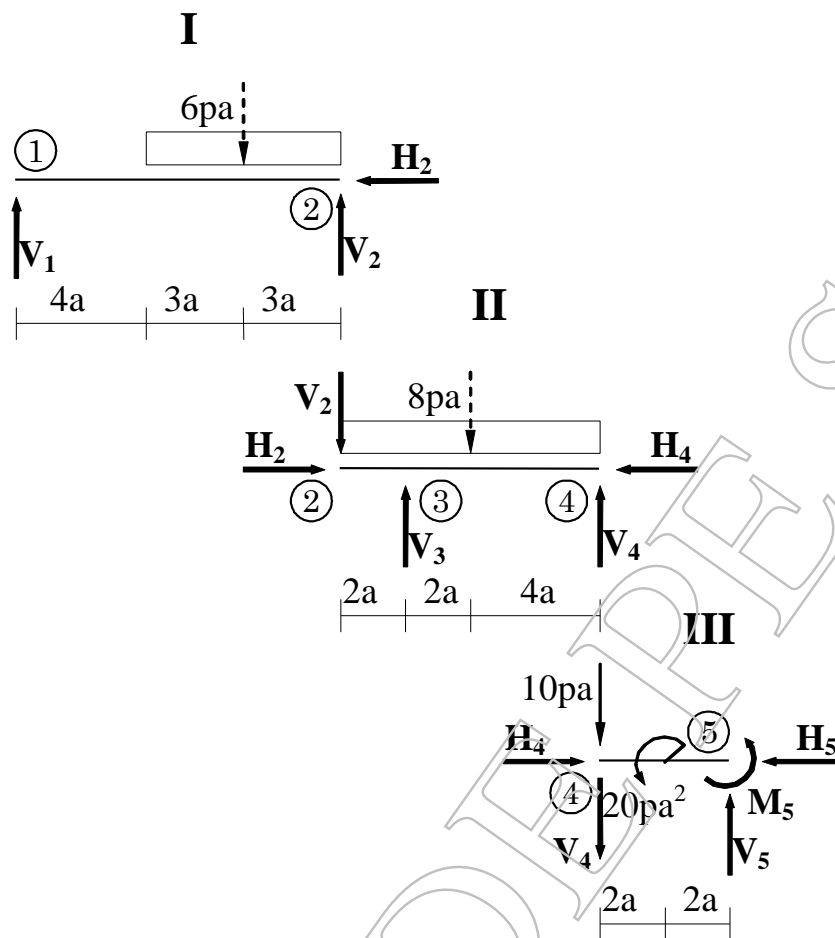 I
6pa
1
H₂
2
V₁ V₂
4a 3a 3a
II
V₂ 8pa
H₂ H₄
2 3 4
V₃ V₄
2a 2a 4a
III
10pa
5
H₄ H₅
4 20pa² M₅
V₄ V₅
2a 2a